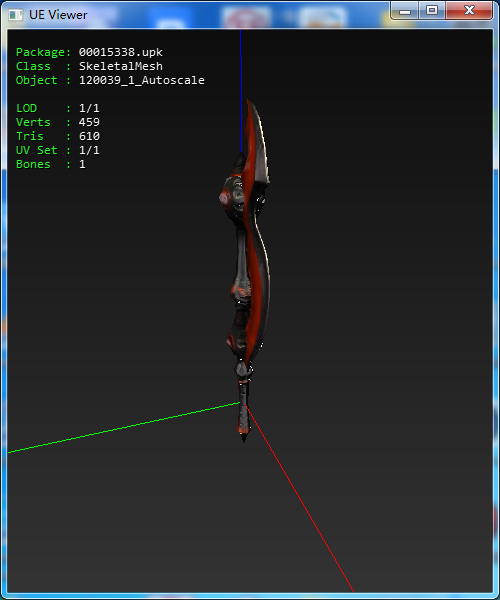 UE Viewer
Package: 00015338.upk
Class : SkeletalMesh
Object : 120039_1_Autoscale
LOD : 1/1
Verts : 459
Tris : 610
UV Set : 1/1
Bones : 1